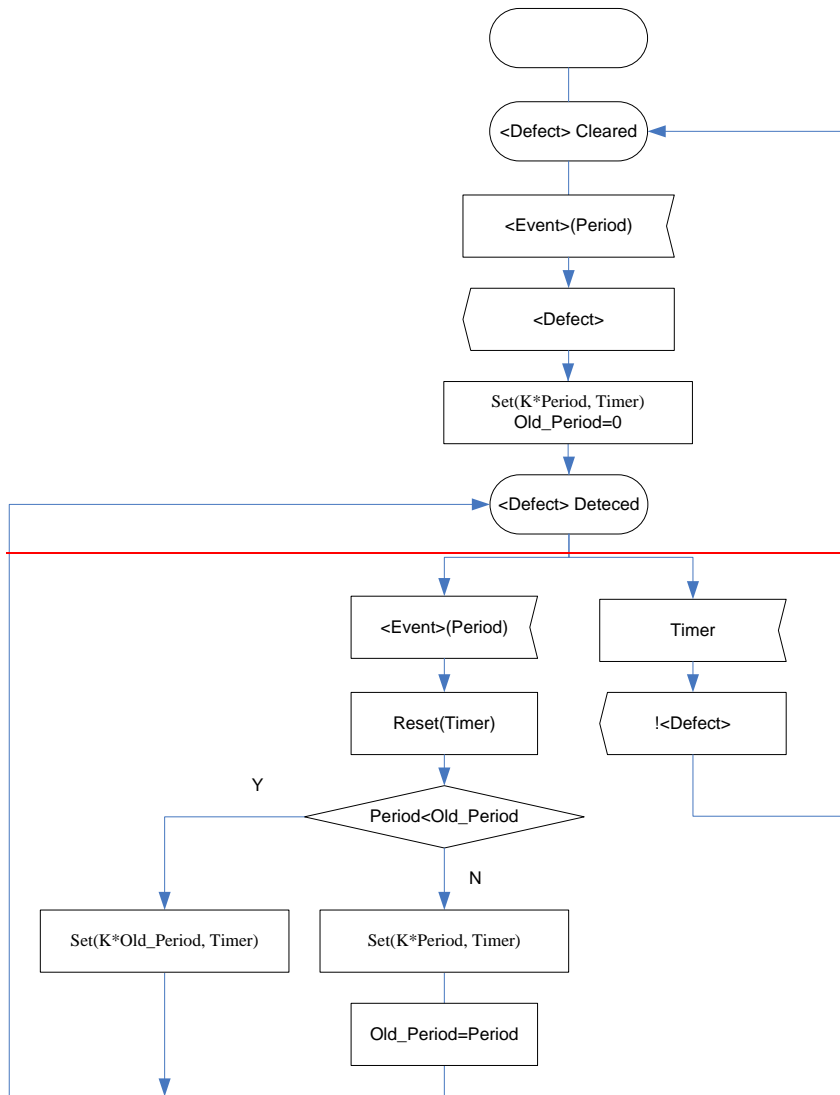 <Defect> Cleared
<Event>(Period)
<Defect>
Set(K*Period, Timer)
Old_Period=0
<Defect> Deteced
<Event>(Period)
Timer
Reset(Timer)
!<Defect>
Y
Period<Old_Period
N
Set(K*Old_Period, Timer)
Set(K*Period, Timer)
Old_Period=Period